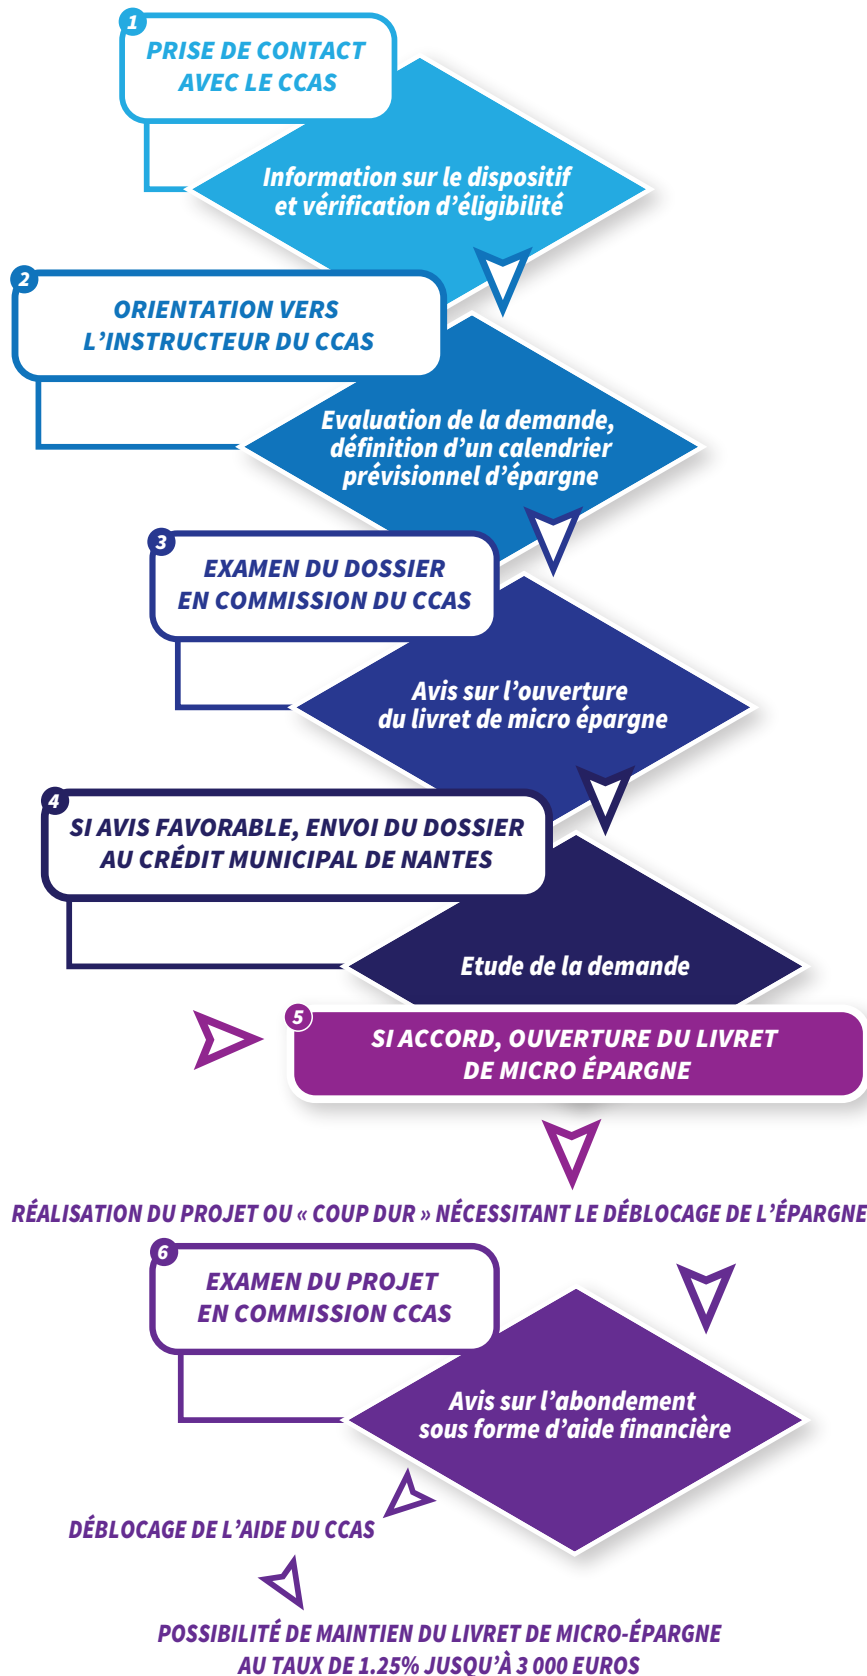 1
PRISE DE CONTACT
AVEC LE CCAS
Information sur le dispositif
et vérification d'éligibilité
2
ORIENTATION VERS
L'INSTRUCTEUR DU CCAS
Evaluation de la demande,
définition d'un calendrier
prévisionnel d'épargne
3
EXAMEN DU DOSSIER
EN COMMISSION DU CCAS
Avis sur l'ouverture
du livret de micro épargne
4
SI AVIS FAVORABLE, ENVOI DU DOSSIER
AU CRÉDIT MUNICIPAL DE NANTES
Etude de la demande
5
SI ACCORD, OUVERTURE DU LIVRET
DE MICRO ÉPARGNE
RÉALISATION DU PROJET OU « COUP DUR » NÉCESSITANT LE DÉBLOCAGE DE L'ÉPARGNE
6
EXAMEN DU PROJET
EN COMMISSION CCAS
Avis sur l'abondement
sous forme d'aide financière
DÉBLOCAGE DE L'AIDE DU CCAS
POSSIBILITÉ DE MAINTIEN DU LIVRET DE MICRO-ÉPARGNE
AU TAUX DE 1.25% JUSQU'À 3 000 EUROS